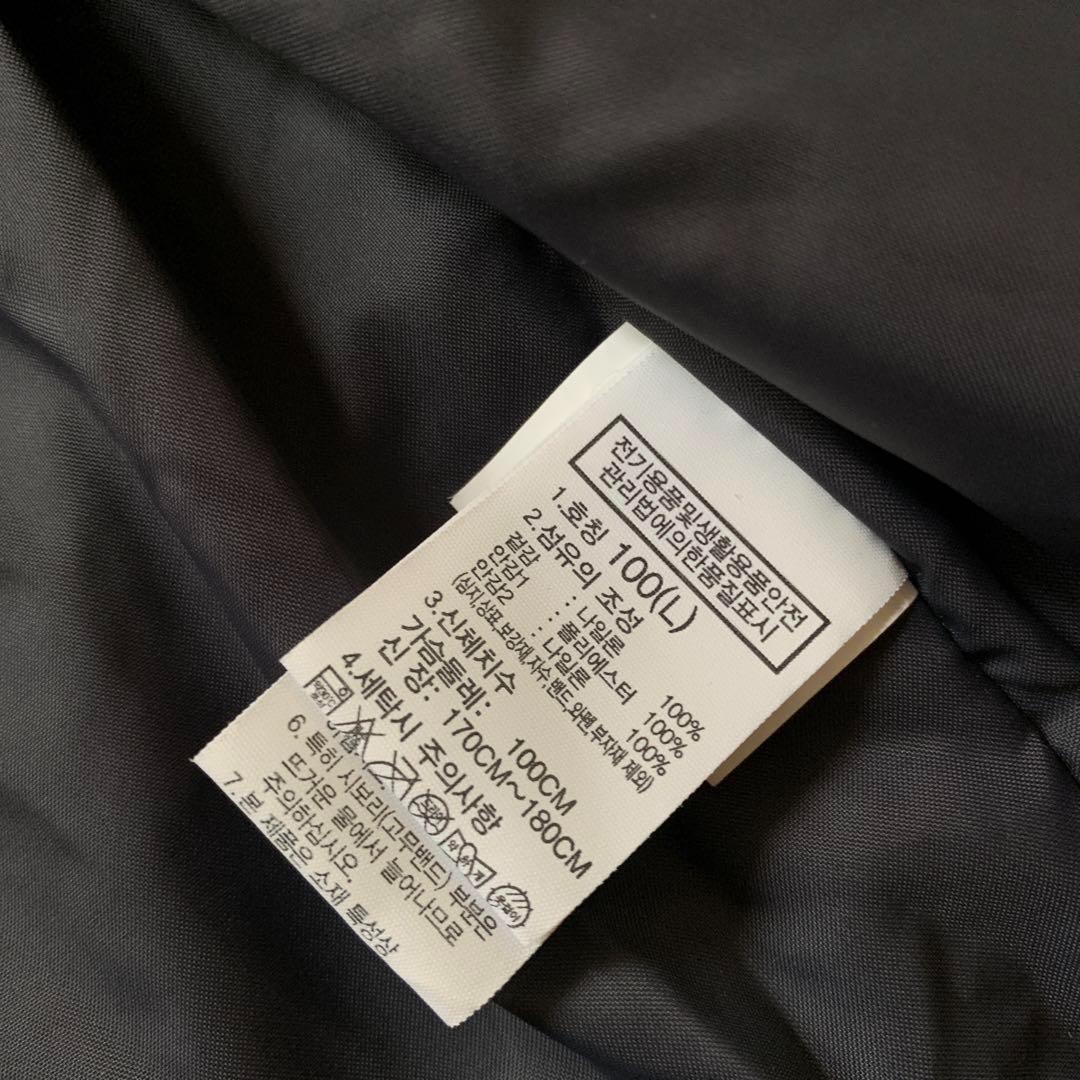 전기용품및생활용품안전
관리법에의한품질표시
1.호칭 100(L)
2.섬유의 조성
겉감 : 나일론 100%
안감1 : 폴리에스터 100%
안감2 : 나일론 100%
(심지,상표,보강재,자수,밴드,와펜,부자재 제외)
3.신체치수
가슴둘레: 100CM
신 장: 170CM~180CM
4.세탁시 주의사항
6. 특히 시보리(고무밴드) 부분은
뜨거운 물에서 늘어나므로
주의하십시오.
7.본 제품은 소재 특성상